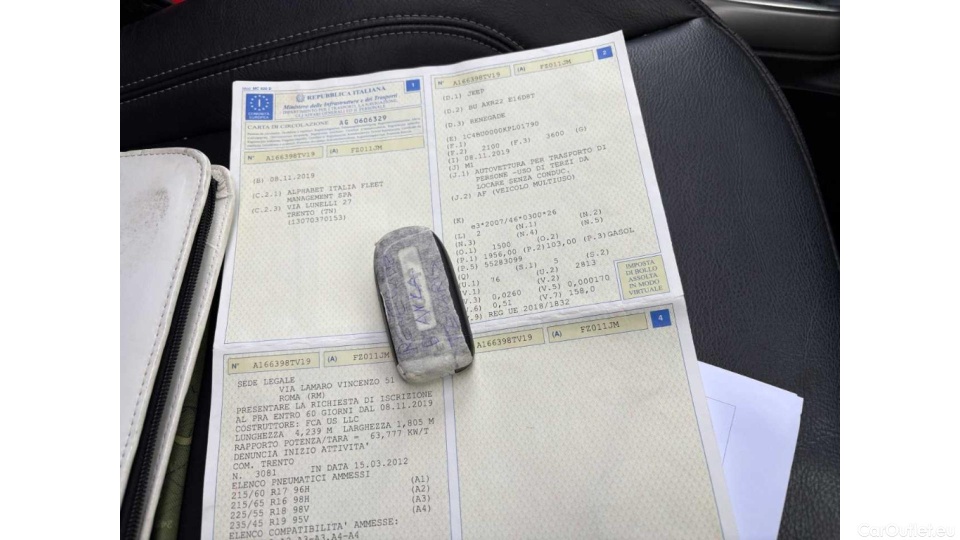 1
REPUBBLICA ITALIANA
Ministero delle Infrastrutture e dei Trasporti
I
CARTA DI CIRCOLAZIONE
N° A166398TV19 (A) FZ011JM
(B) 08.11.2019
(C.2.1) ALPHABET ITALIA FLEET
MANAGEMENT SPA
(C.2.3) VIA LUNELLI 27
TRENTO (TN)
(13070370153)
2
N° A166398TV19 (A) FZ011JM
(D.1) JEEP
(D.3) RENEGADE
(F.1)
(F.2) 2100 (F.3) 3600 (G)
(I) 08.11.2019
(J) M1
(J.1) AUTOVETTURA PER TRASPORTO DI
PERSONE -USO DI TERZI DA
LOCARE SENZA CONDUC.
(J.2) AF (VEICOLO MULTIUSO)
(K) e3*2007/46*0300*26
(L) 2 (N.1) (N.2)
(N.3) (N.4) (N.5)
(O.1) 1500 (O.2)
(P.1) 1956,00 (P.2)103,00 (P.3)GASOL
(P.5) 55283099
(Q) (S.1) 5 (S.2)
(U.1) 76 (U.2) 2813
(V.1) (V.2)
V.3) 0,0260 (V.5) 0,000170
.6) 0,51 (V.7) 158,0
.9) REG UE 2018/1832
IMPOSTA
DI BOLLO
ASSOLTA
IN MODO
VIRTUALE
N° A166398TV19 (A) FZ011JM
SEDE LEGALE
VIA LAMARO VINCENZO 51
ROMA (RM)
PRESENTARE LA RICHIESTA DI ISCRIZIONE
AL PRA ENTRO 60 GIORNI DAL 08.11.2019
COSTRUTTORE: FCA US LLC
LUNGHEZZA 4,239 M LARGHEZZA 1,805 M
RAPPORTO POTENZA/TARA = 63,777 KW/T
DENUNCIA INIZIO ATTIVITA'
COM. TRENTO
N. 3081 IN DATA 15.03.2012
ELENCO PNEUMATICI AMMESSI
215/60 R17 96H (A1)
215/65 R16 98H (A2)
225/55 R18 98V (A3)
235/45 R19 95V (A4)
ELENCO COMPATIBILITA' AMMESSE:
4
A166398TV19 (A) FZ011JM
CarOutlet.eu